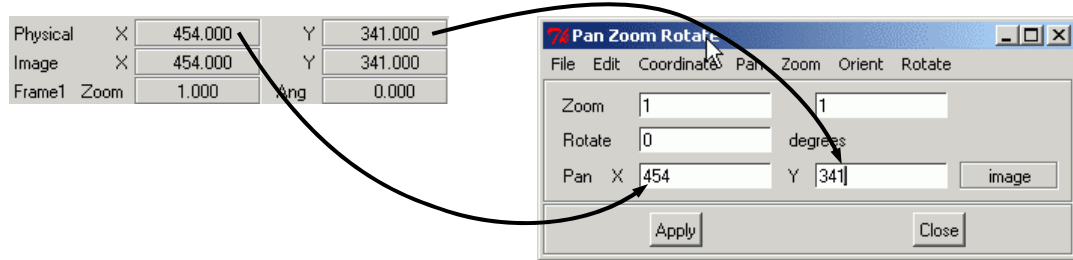 Physical X 454.000 Y 341.000
Image X 454.000 Y 341.000
Frame1 Zoom 1.000 Ang 0.000
Pan Zoom Rotate
File Edit Coordinate Pan Zoom Orient Rotate
Zoom 1 1
Rotate 0 degrees
Pan X 454 Y 341 image
Apply Close